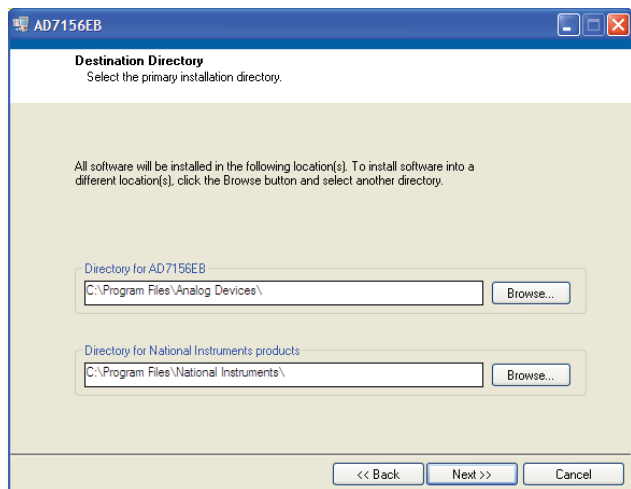 AD7156EB
Destination Directory
Select the primary installation directory.
All software will be installed in the following location(s). To install software into a
different location(s), click the Browse button and select another directory.
Directory for AD7156EB
C:\Program Files\Analog Devices\
Browse...
Directory for National Instruments products
C:\Program Files\National Instruments\
Browse...
<< Back
Next >>
Cancel